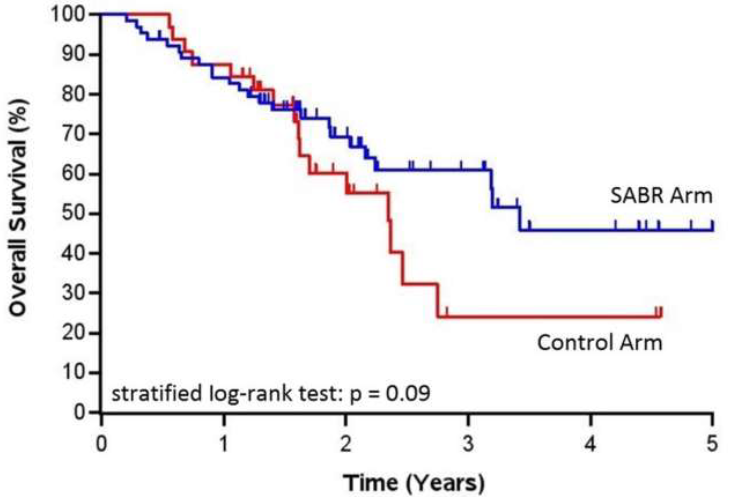 Overall Survival (%)
100
90
80
70
60
50
40
30
20
10
0
SABR Arm
Control Arm
stratified log-rank test: p = 0.09
0 1 2 3 4 5
Time (Years)